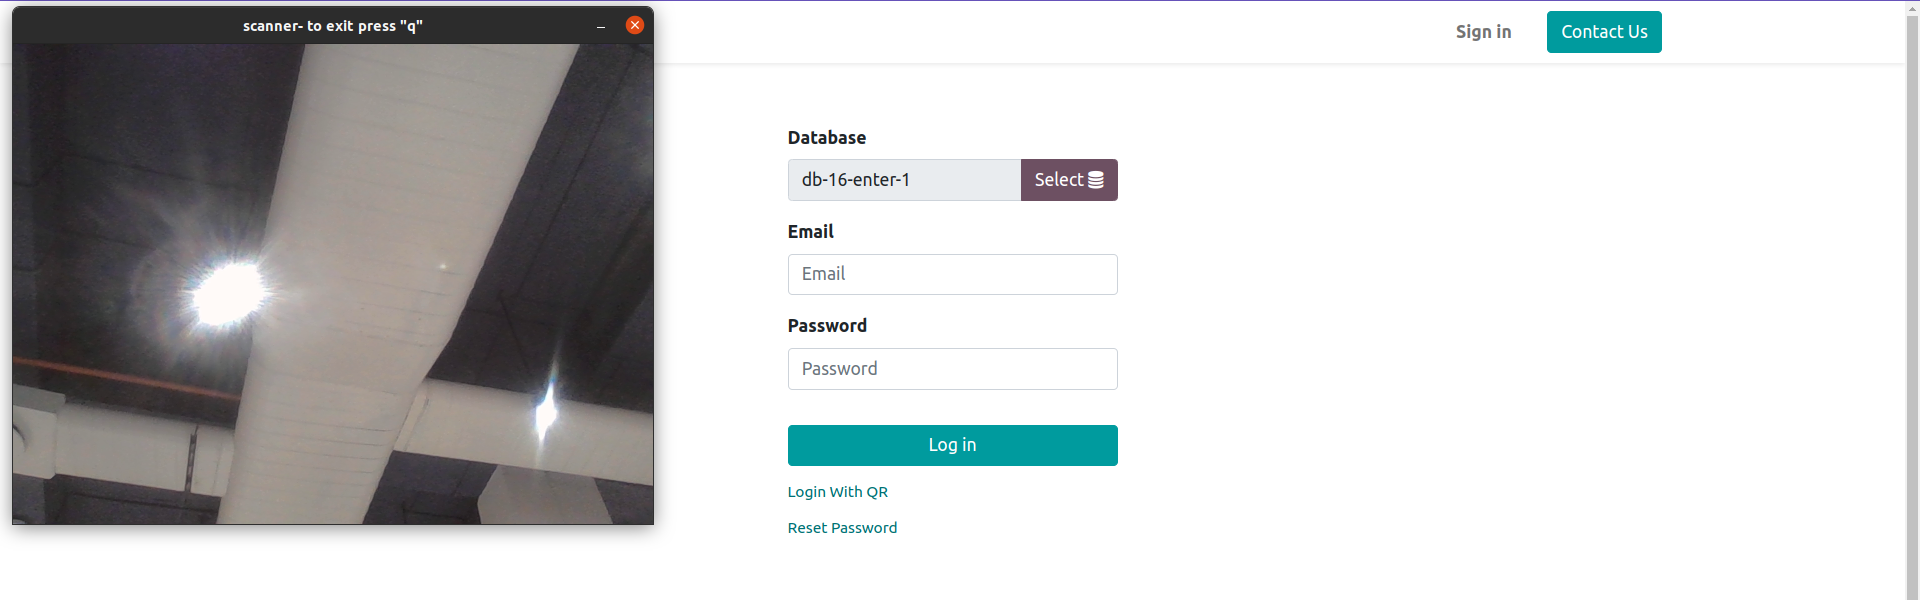 scanner- to exit press "q"
Sign in
Contact Us
Database
db-16-enter-1
Select
Email
Email
Password
Password
Log in
Login With QR
Reset Password